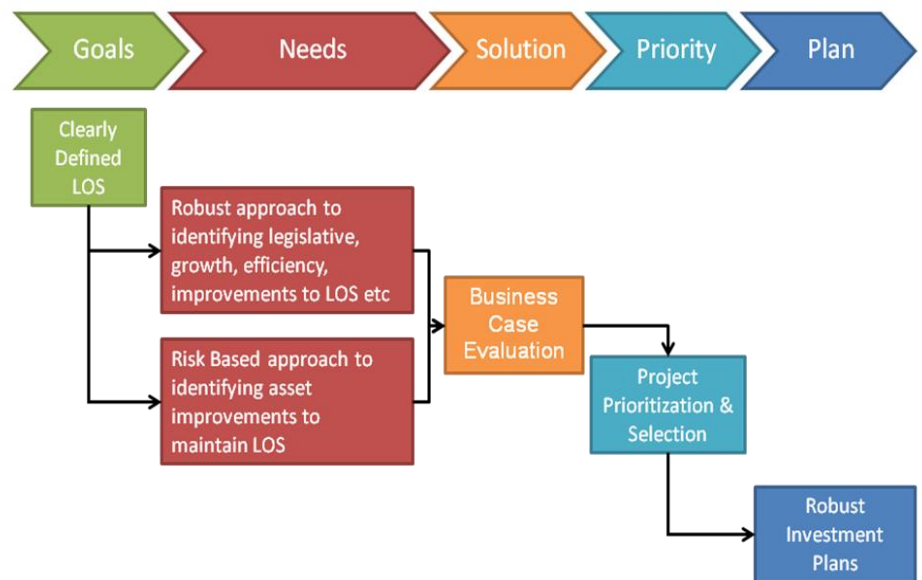 Goals
Needs
Solution
Priority
Plan
Clearly
Defined
LOS
Robust approach to
identifying legislative,
growth, efficiency,
improvements to LOS etc
Risk Based approach to
identifying asset
improvements to
maintain LOS
Business
Case
Evaluation
Project
Prioritization &
Selection
Robust
Investment
Plans